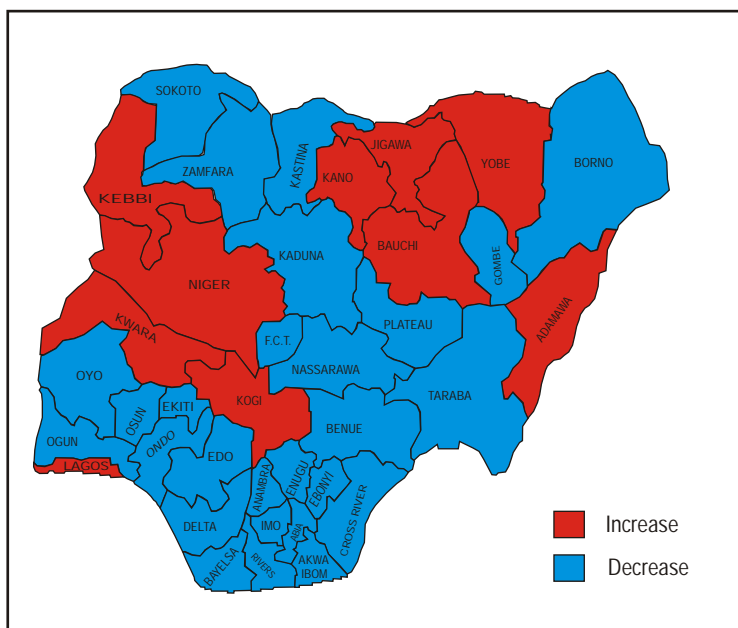 SOKOTO
KASTINA
JIGAWA
YOBE
BORNO
ZAMFARA
KANO
KEBBI
BAUCHI
GOMBE
KADUNA
NIGER
ADAMAWA
KWARA
PLATEAU
F.C.T.
NASSARAWA
OYO
TARABA
KOGI
EKITI
OSUN
BENUE
OGUN
ONDO
EDO
LAGOS
ANAMBRA
ENUGU
EBONYI
CROSS RIVER
DELTA
IMO
ABIA
BAYELSA
RIVERS
AKWA
IBOM
Increase
Decrease